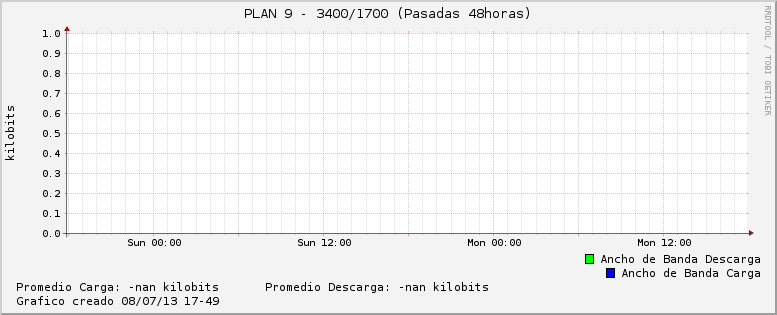 PLAN 9 - 3400/1700 (Pasadas 48horas)
RRDTOOL / TOBI OETIKER
kilobits
1.0
0.9
0.8
0.7
0.6
0.5
0.4
0.3
0.2
0.1
0.0
Sun 00:00 Sun 12:00 Mon 00:00 Mon 12:00
Ancho de Banda Descarga
Ancho de Banda Carga
Promedio Carga: -nan kilobits Promedio Descarga: -nan kilobits
Grafico creado 08/07/13 17-49